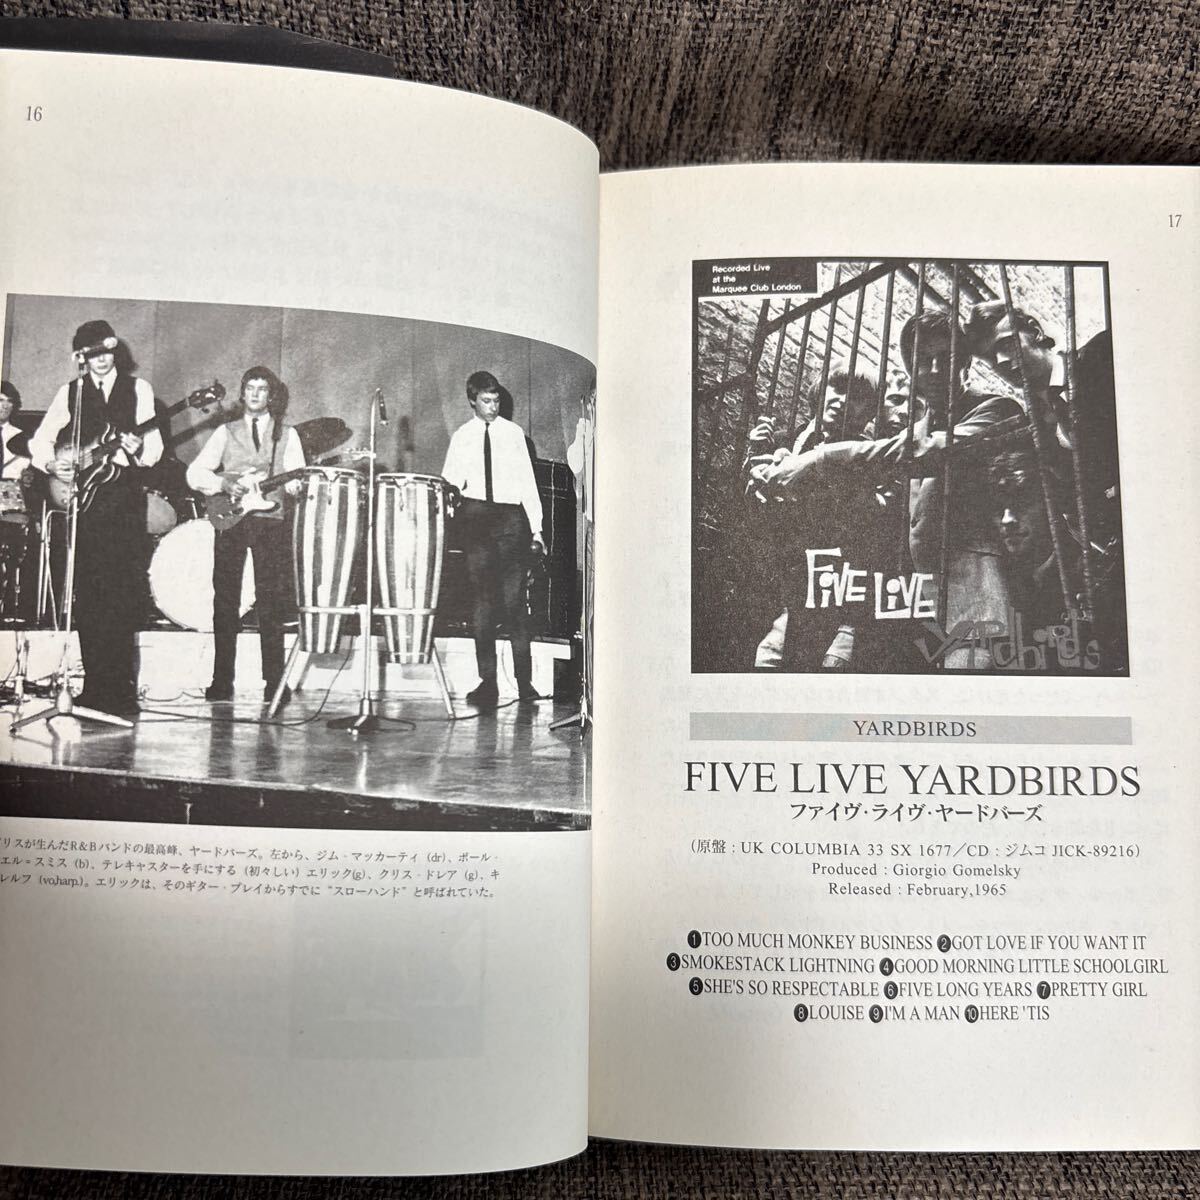 16
リスが生んだR&Bバンドの最高峰、ヤードバーズ。左から、ジム・マッカーティ(dr)、ポール・
エル=スミス(b)、テレキャスターを手にする(初々しい)エリック(g)、クリス・ドレア(g)、キ
レルフ(vo,harp.)。エリックは、そのギター・プレイからすでに“スローハンド”と呼ばれていた。
17
Recorded Live
at the
Marquee Club London
FiVE LiVE
YARdbiRds
YARDBIRDS
FIVE LIVE YARDBIRDS
ファイヴ・ライヴ・ヤードバーズ
(原盤:UK COLUMBIA 33 SX 1677/CD:ジムコ JICK-89216)
Produced : Giorgio Gomelsky
Released : February,1965
❶TOO MUCH MONKEY BUSINESS ❷GOT LOVE IF YOU WANT IT
❸SMOKESTACK LIGHTNING ❹GOOD MORNING LITTLE SCHOOLGIRL
❺SHE'S SO RESPECTABLE ❻FIVE LONG YEARS ❼PRETTY GIRL
❽LOUISE ❾I'M A MAN ❿HERE 'TIS